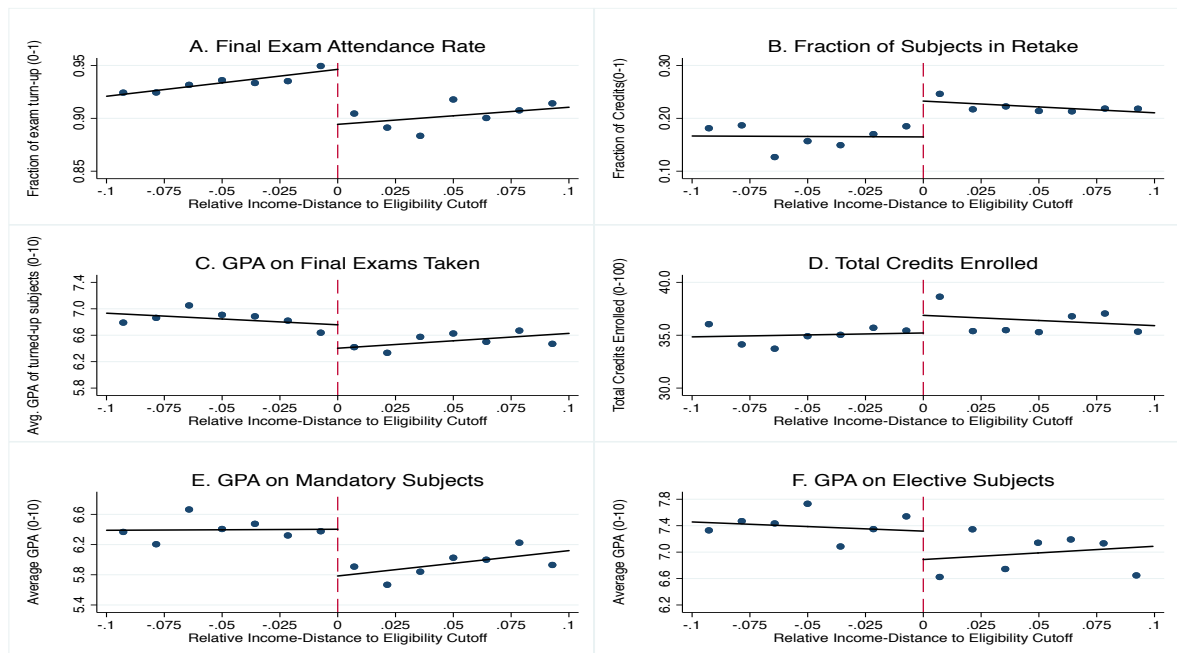 A. Final Exam Attendance Rate
Fraction of exam turn-up (0-1)
0.95
0.90
0.85
-.1 -.075 -.05 -.025 0 .025 .05 .075 .1
Relative Income-Distance to Eligibility Cutoff
B. Fraction of Subjects in Retake
Fraction of Credits(0-1)
0.30
0.20
0.10
-.1 -.075 -.05 -.025 0 .025 .05 .075 .1
Relative Income-Distance to Eligibility Cutoff
C. GPA on Final Exams Taken
Avg. GPA of turned-up subjects (0-10)
7.4
7.0
6.6
6.2
5.8
-.1 -.075 -.05 -.025 0 .025 .05 .075 .1
Relative Income-Distance to Eligibility Cutoff
D. Total Credits Enrolled
Total Credits Enrolled (0-100)
40.0
35.0
30.0
-.1 -.075 -.05 -.025 0 .025 .05 .075 .1
Relative Income-Distance to Eligibility Cutoff
E. GPA on Mandatory Subjects
Average GPA (0-10)
6.6
6.2
5.8
5.4
-.1 -.075 -.05 -.025 0 .025 .05 .075 .1
Relative Income-Distance to Eligibility Cutoff
F. GPA on Elective Subjects
Average GPA (0-10)
7.8
7.4
7.0
6.6
6.2
-.1 -.075 -.05 -.025 0 .025 .05 .075 .1
Relative Income-Distance to Eligibility Cutoff